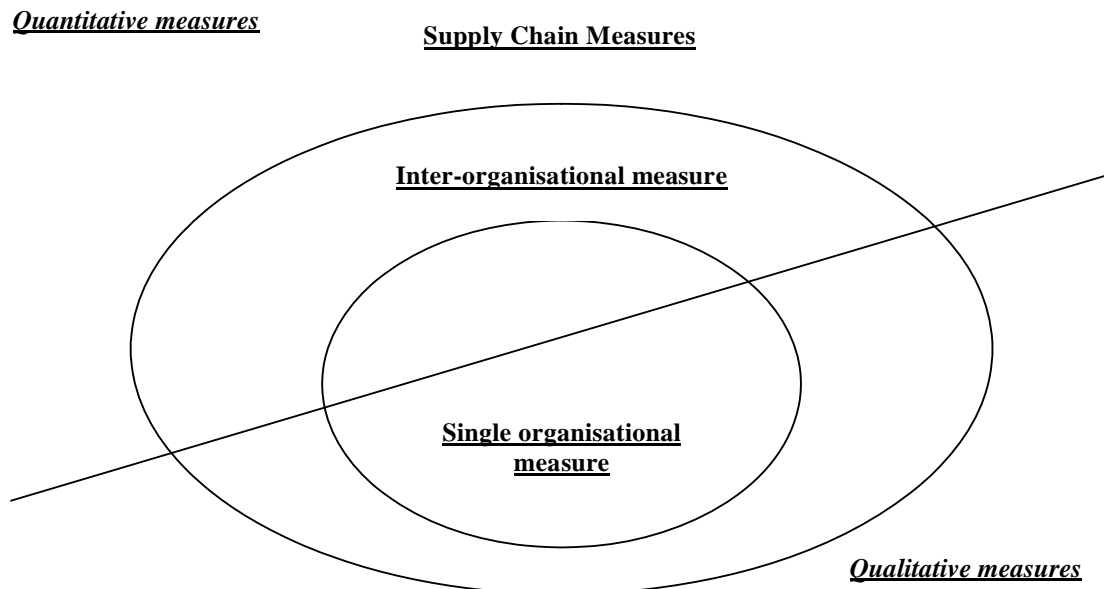 Quantitative measures
Supply Chain Measures
Inter-organisational measure
Single organisational
measure
Qualitative measures